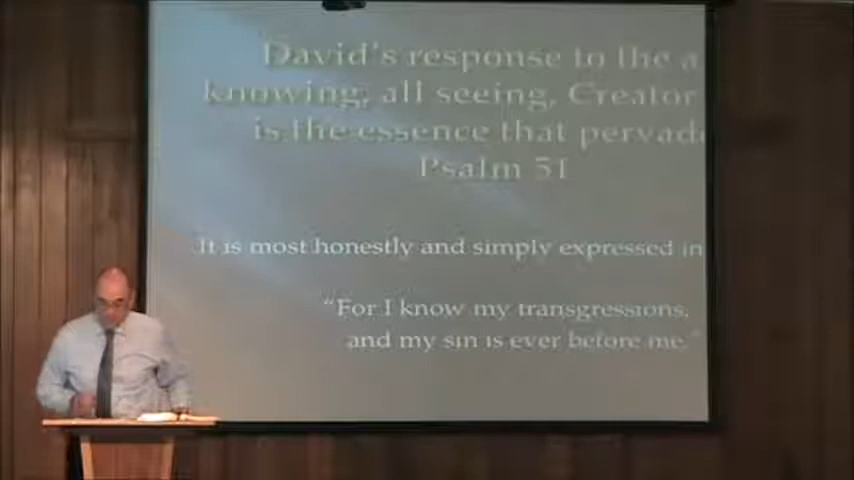 David's response to the a
knowing, all seeing, Creator
is the essence that pervad
Psalm 51
It is most honestly and simply expressed in
"For I know my transgressions,
and my sin is ever before me."